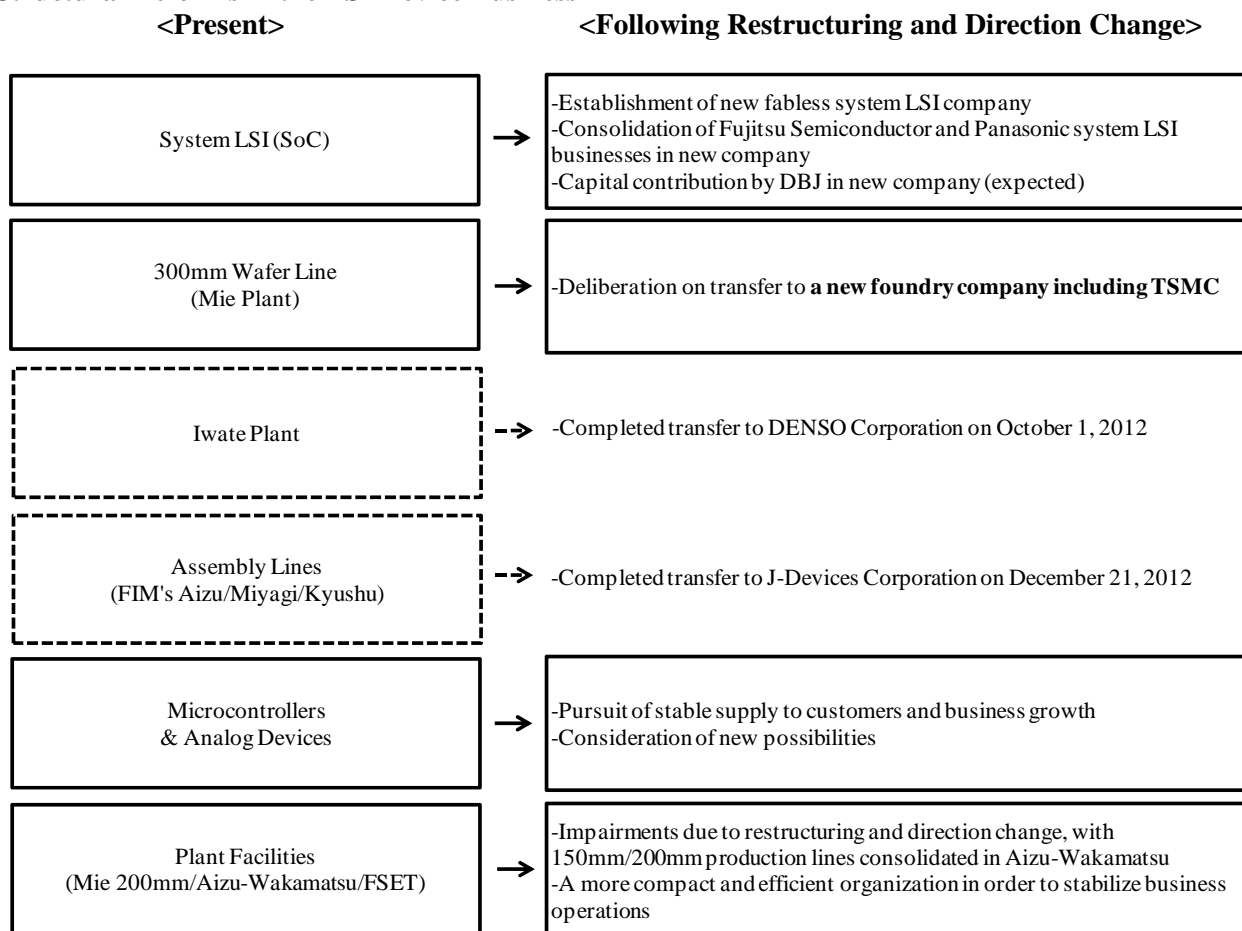 <Present>
<Following Restructuring and Direction Change>
System LSI (SoC)
-Establishment of new fabless system LSI company
-Consolidation of Fujitsu Semiconductor and Panasonic system LSI
businesses in new company
-Capital contribution by DBJ in new company (expected)
300mm Wafer Line
(Mie Plant)
-Deliberation on transfer to a new foundry company including TSMC
Iwate Plant
-Completed transfer to DENSO Corporation on October 1, 2012
Assembly Lines
(FIM's Aizu/Miyagi/Kyushu)
-Completed transfer to J-Devices Corporation on December 21, 2012
Microcontrollers
& Analog Devices
-Pursuit of stable supply to customers and business growth
-Consideration of new possibilities
Plant Facilities
(Mie 200mm/Aizu-Wakamatsu/FSET)
-Impairments due to restructuring and direction change, with
150mm/200mm production lines consolidated in Aizu-Wakamatsu
-A more compact and efficient organization in order to stabilize business
operations